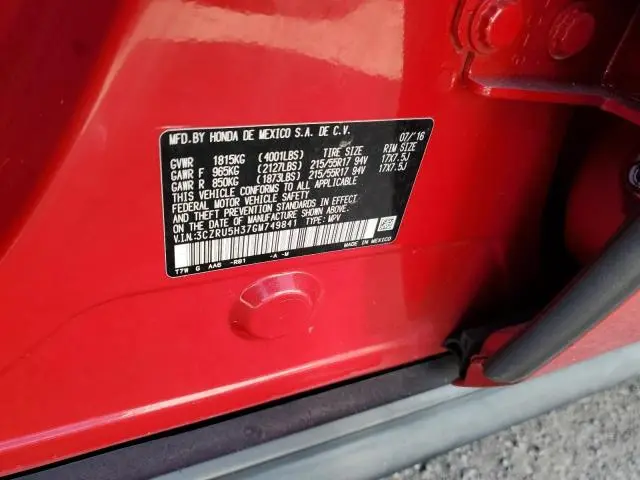 MFD.BY HONDA DE MEXICO S.A. DE C.V. 07/'16
TIRE SIZE RIM SIZE
GVWR 1815KG (4001LBS)
GAWR F 965KG (2127LBS) 215/55R17 94V 17X7.5J
GAWR R 850KG (1873LBS) 215/55R17 94V 17X7.5J
THIS VEHICLE CONFORMS TO ALL APPLICABLE
FEDERAL MOTOR VEHICLE SAFETY
AND THEFT PREVENTION STANDARDS IN EFFECT
ON THE DATE OF MANUFACTURE SHOWN ABOVE.
V.I.N.:3CZRU5H37GM749841 TYPE: MPV
MADE IN MEXICO
T7W G AA6 -R81 -A -M